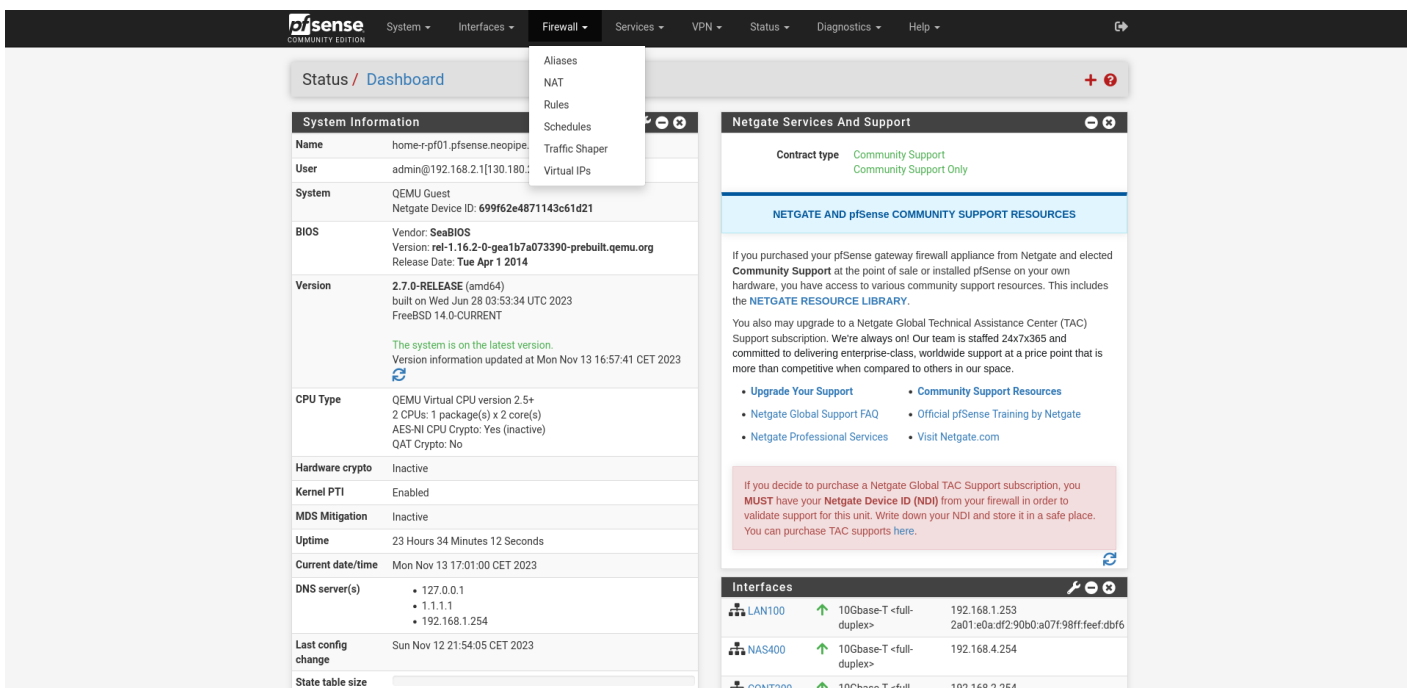 pfsense
COMMUNITY EDITION
System Interfaces Firewall Services VPN Status Diagnostics Help
Aliases
NAT
Rules
Schedules
Traffic Shaper
Virtual IPs
Status / Dashboard
System Information
Name home-r-pf01.pfsense.neopipe.
User admin@192.168.2.1[130.180.
System QEMU Guest
Netgate Device ID: 699f62e4871143c61d21
BIOS Vendor: SeaBIOS
Version: rel-1.16.2-0-gea1b7a073390-prebuilt.qemu.org
Release Date: Tue Apr 1 2014
Version 2.7.0-RELEASE (amd64)
built on Wed Jun 28 03:53:34 UTC 2023
FreeBSD 14.0-CURRENT
The system is on the latest version.
Version information updated at Mon Nov 13 16:57:41 CET 2023
CPU Type QEMU Virtual CPU version 2.5+
2 CPUs: 1 package(s) x 2 core(s)
AES-NI CPU Crypto: Yes (inactive)
QAT Crypto: No
Hardware crypto Inactive
Kernel PTI Enabled
MDS Mitigation Inactive
Uptime 23 Hours 34 Minutes 12 Seconds
Current date/time Mon Nov 13 17:01:00 CET 2023
DNS server(s) • 127.0.0.1
• 1.1.1.1
• 192.168.1.254
Last config Sun Nov 12 21:54:05 CET 2023
change
State table size
Netgate Services And Support
Contract type Community Support
Community Support Only
NETGATE AND pfSense COMMUNITY SUPPORT RESOURCES
If you purchased your pfSense gateway firewall appliance from Netgate and elected
Community Support at the point of sale or installed pfSense on your own
hardware, you have access to various community support resources. This includes
the NETGATE RESOURCE LIBRARY.
You also may upgrade to a Netgate Global Technical Assistance Center (TAC)
Support subscription. We're always on! Our team is staffed 24x7x365 and
committed to delivering enterprise-class, worldwide support at a price point that is
more than competitive when compared to others in our space.
• Upgrade Your Support • Community Support Resources
• Netgate Global Support FAQ • Official pfSense Training by Netgate
• Netgate Professional Services • Visit Netgate.com
If you decide to purchase a Netgate Global TAC Support subscription, you
MUST have your Netgate Device ID (NDI) from your firewall in order to
validate support for this unit. Write down your NDI and store it in a safe place.
You can purchase TAC supports here.
Interfaces
LAN100 10Gbase-T <full- 192.168.1.253
duplex> 2a01:e0a:df2:90b0:a07f:98ff:feef:dbf6
NAS400 10Gbase-T <full- 192.168.4.254
duplex>
CONT200 10Gbase-T <full- 192.168.2.254